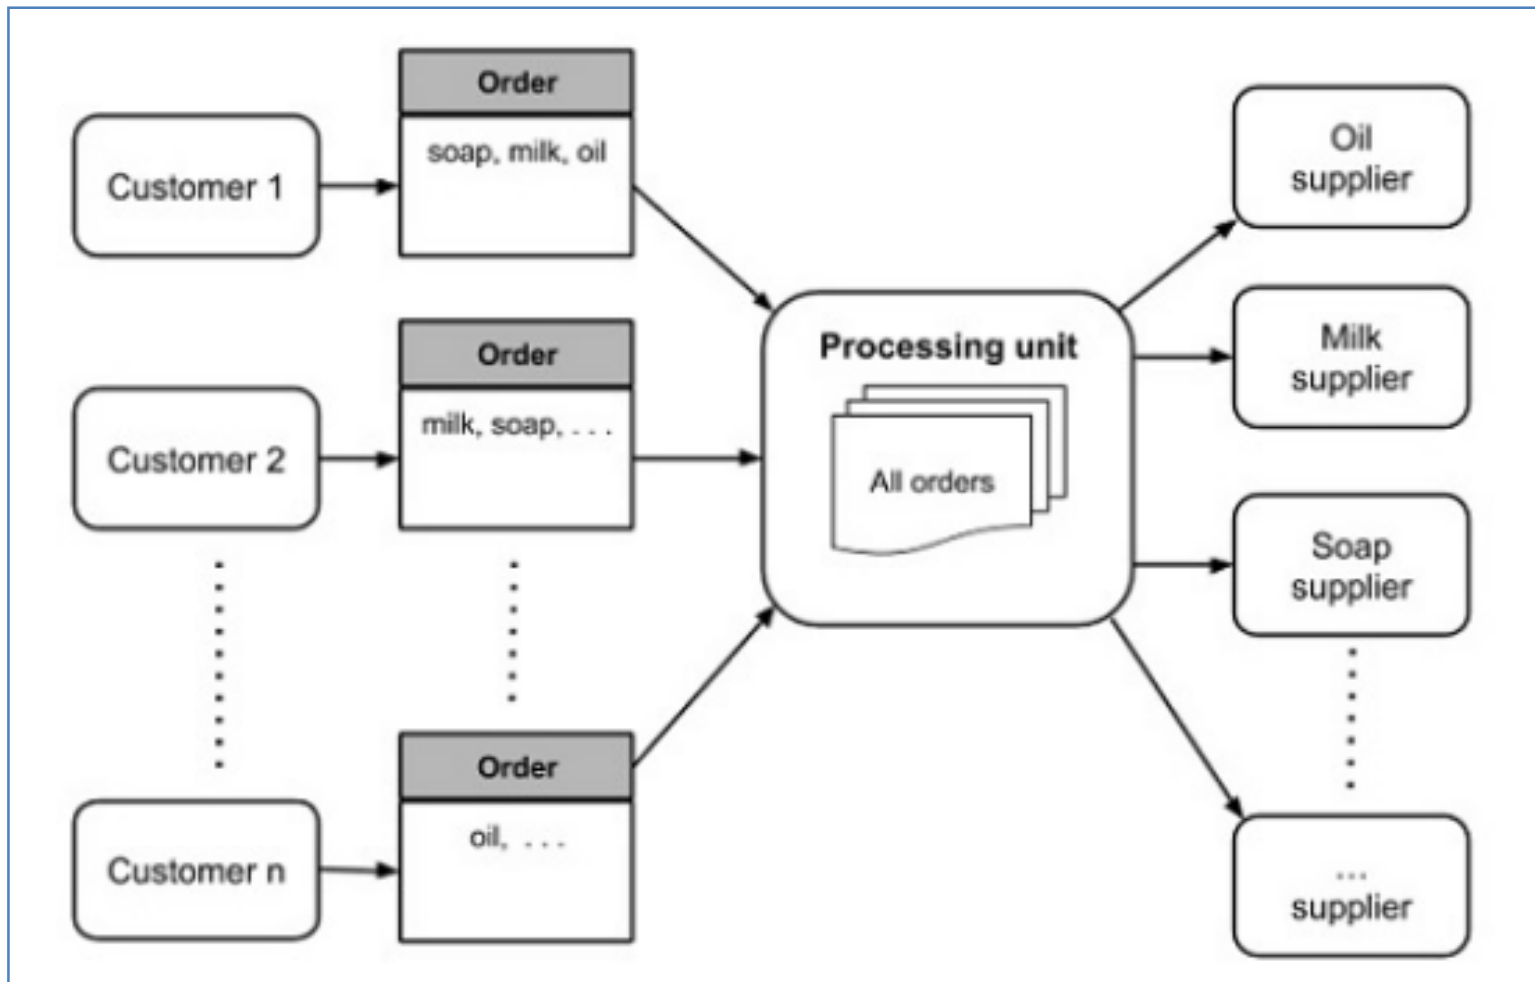 Order
soap, milk, oil
Customer 1
Order
milk, soap, . . .
Customer 2
Order
oil, . . .
Customer n
Processing unit
All orders
Oil
supplier
Milk
supplier
Soap
supplier
...
supplier